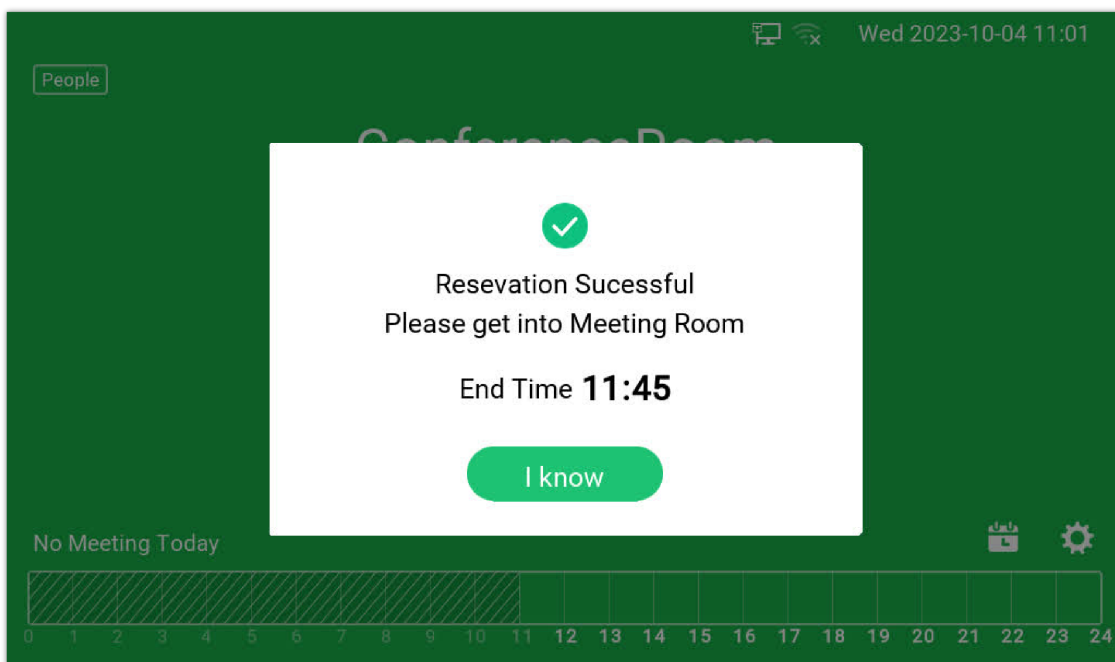 Wed 2023-10-04 11:01
People
ConferenceRoom
Resevation Sucessful
Please get into Meeting Room
End Time 11:45
I know
No Meeting Today
0 1 2 3 4 5 6 7 8 9 10 11 12 13 14 15 16 17 18 19 20 21 22 23 24